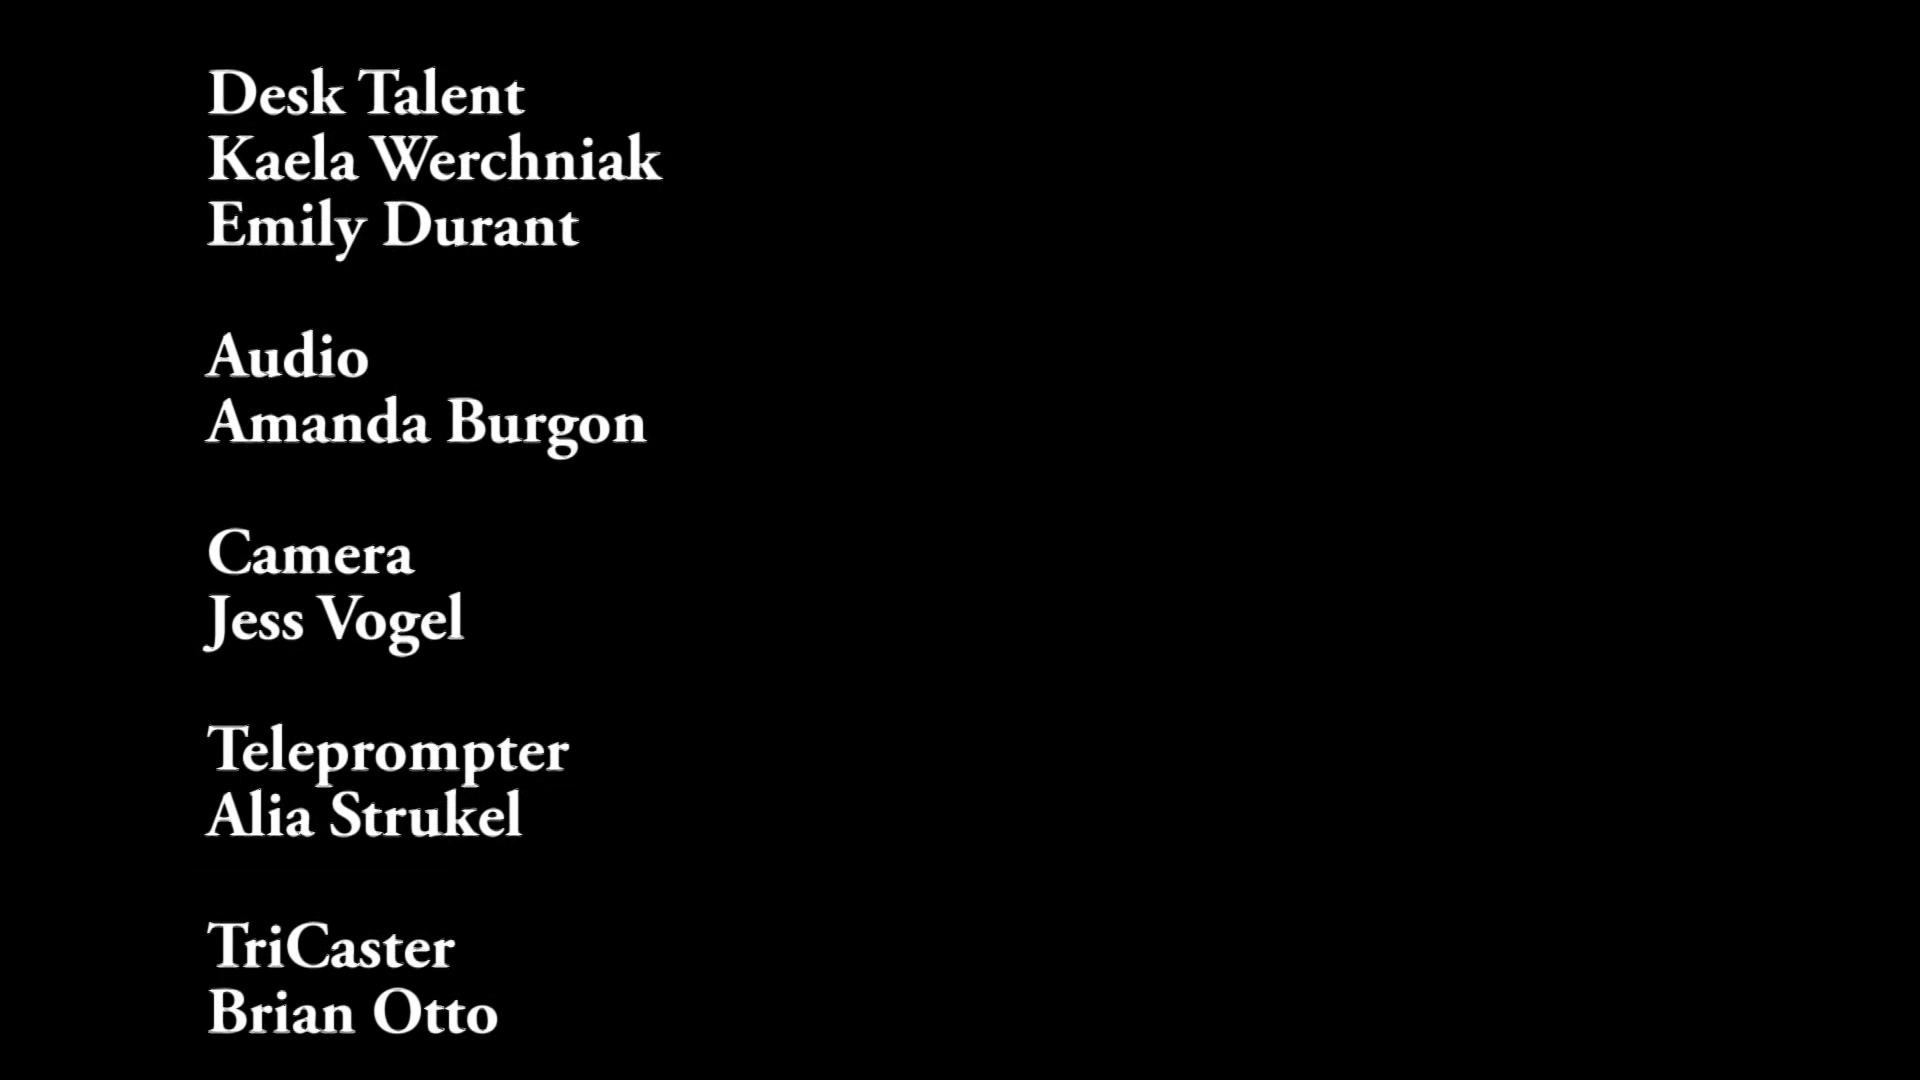 Desk Talent
Kaela Werchniak
Emily Durant
Audio
Amanda Burgon
Camera
Jess Vogel
Teleprompter
Alia Strukel
TriCaster
Brian Otto